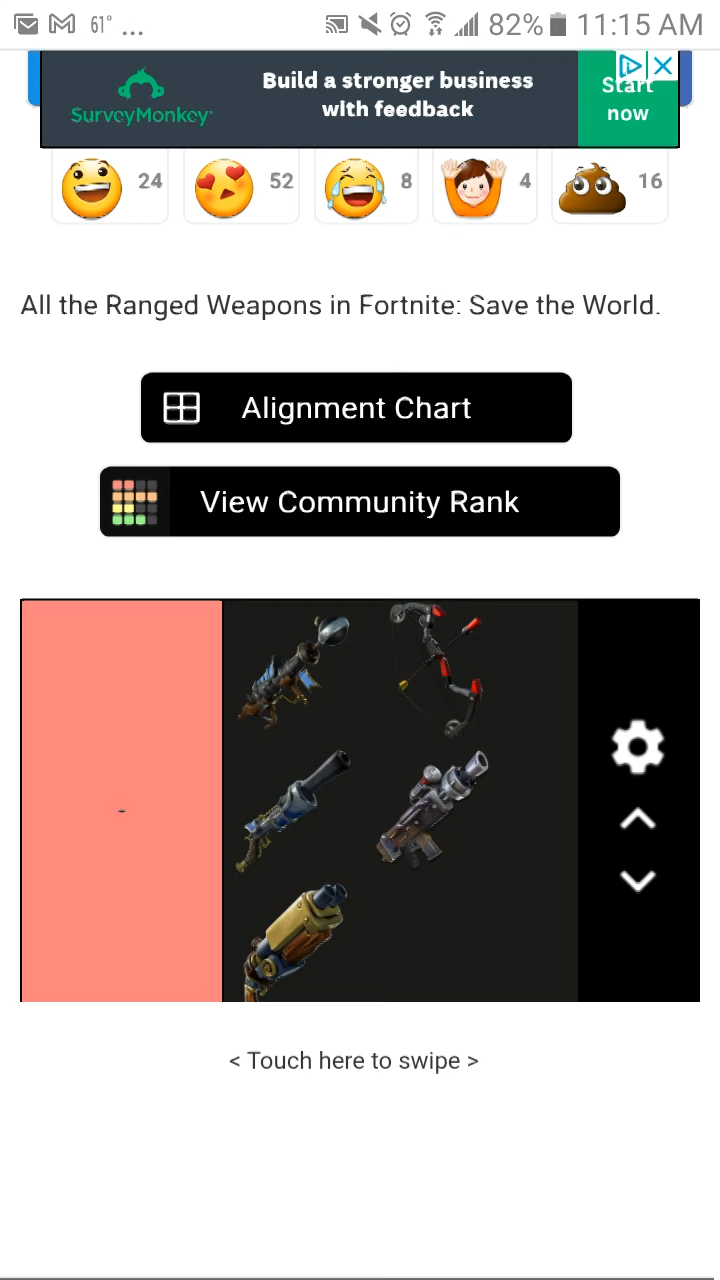 61° ...
82% 11:15 AM
SurveyMonkey
Build a stronger business
with feedback
Start
now
24
52
8
4
16
All the Ranged Weapons in Fortnite: Save the World.
Alignment Chart
View Community Rank
< Touch here to swipe >